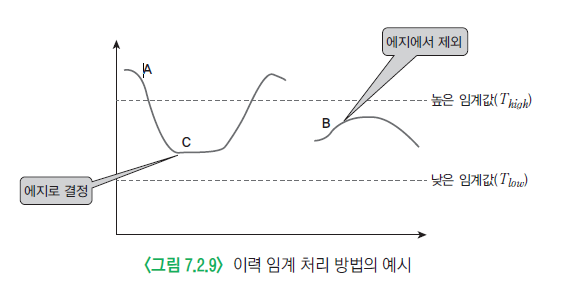 에지에서 제외
A
높은 임계값(T_high)
B
C
에지로 결정
낮은 임계값(T_low)
〈그림 7.2.9〉 이력 임계 처리 방법의 예시